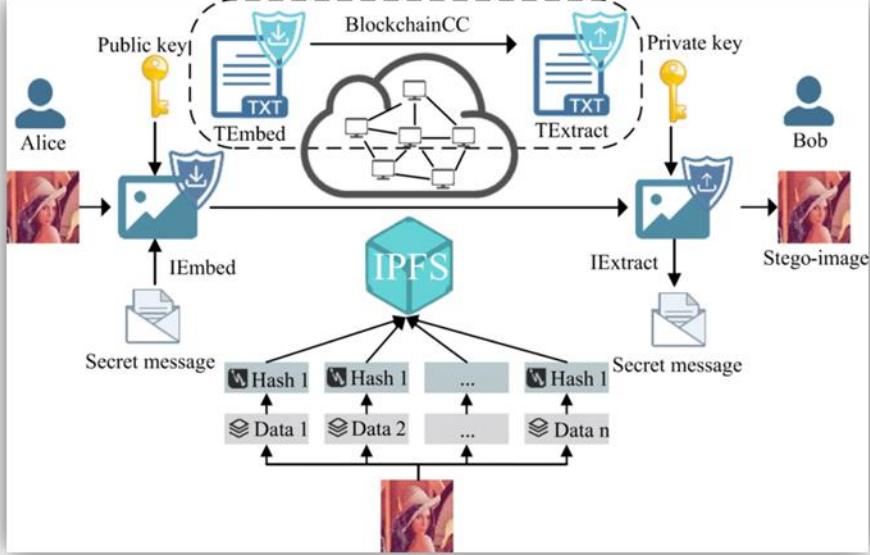 BlockchainCC
Public key
Private key
TXT
TXT
TEmbed
TExtract
Alice
Bob
IEmbed
IPFS
IExtract
Stego-image
Secret message
Secret message
Hash 1
Hash 1
...
Hash 1
Data 1
Data 2
...
Data n